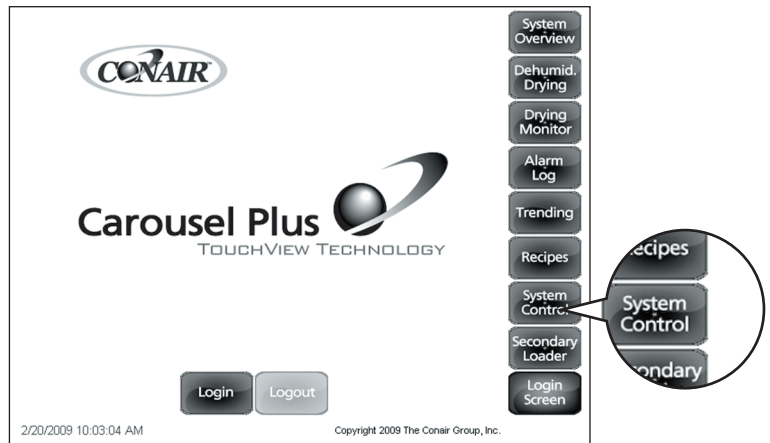 CONAIR
Carousel Plus
TOUCHVIEW TECHNOLOGY
System
Overview
Dehumid.
Drying
Drying
Monitor
Alarm
Log
Trending
Recipes
System
Control
Secondary
Loader
Login
Screen
Login
Logout
2/20/2009 10:03:04 AM
Copyright 2009 The Conair Group, Inc.
ecipes
System
Control
condary